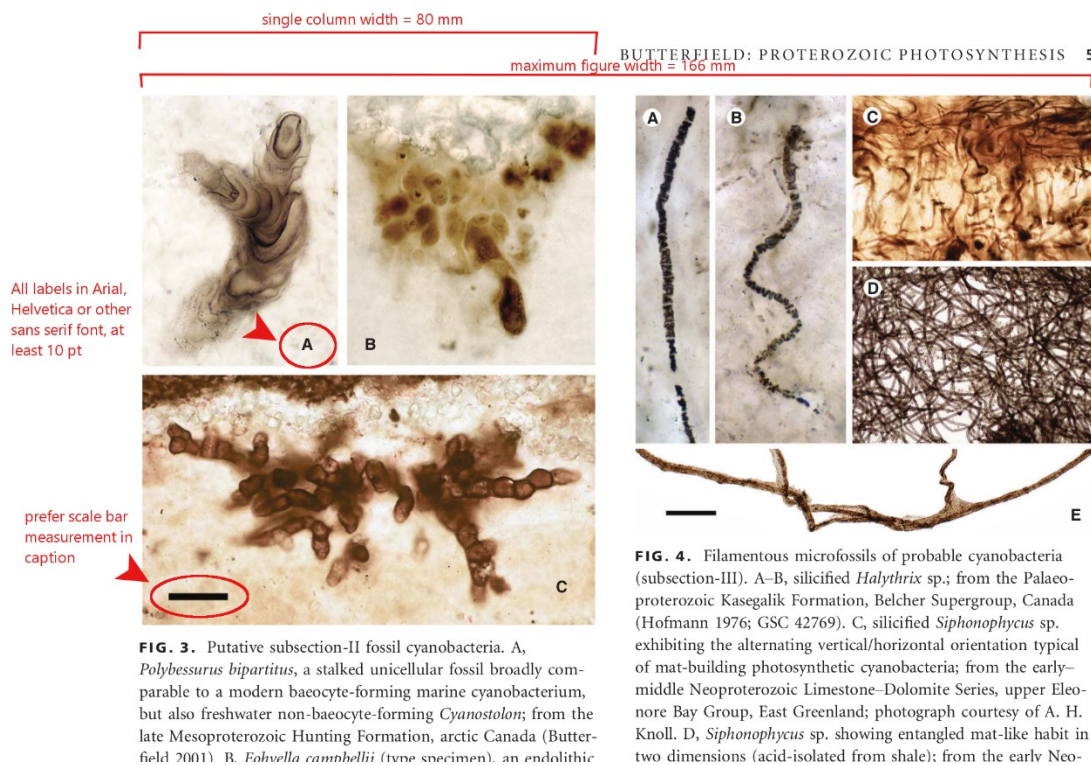 single column width = 80 mm
BUTTERFIELD: PROTEROZOIC PHOTOSYNTHESIS 5
maximum figure width = 166 mm
A
B
All labels in Arial,
Helvetica or other
sans serif font, at
least 10 pt
prefer scale bar
measurement in
caption
C
FIG. 3. Putative subsection-II fossil cyanobacteria. A,
Polybessurus bipartitus, a stalked unicellular fossil broadly com-
parable to a modern baeocyte-forming marine cyanobacterium,
but also freshwater non-baeocyte-forming Cyanostolon; from the
late Mesoproterozoic Hunting Formation, arctic Canada (Butter-
field 2001). B, Eohyella campbellii (type specimen), an endolithic
A
B
C
D
E
FIG. 4. Filamentous microfossils of probable cyanobacteria
(subsection-III). A–B, silicified Halythrix sp.; from the Palaeo-
proterozoic Kasegalik Formation, Belcher Supergroup, Canada
(Hofmann 1976; GSC 42769). C, silicified Siphonophycus sp.
exhibiting the alternating vertical/horizontal orientation typical
of mat-building photosynthetic cyanobacteria; from the early–
middle Neoproterozoic Limestone–Dolomite Series, upper Eleo-
nore Bay Group, East Greenland; photograph courtesy of A. H.
Knoll. D, Siphonophycus sp. showing entangled mat-like habit in
two dimensions (acid-isolated from shale); from the early Neo-